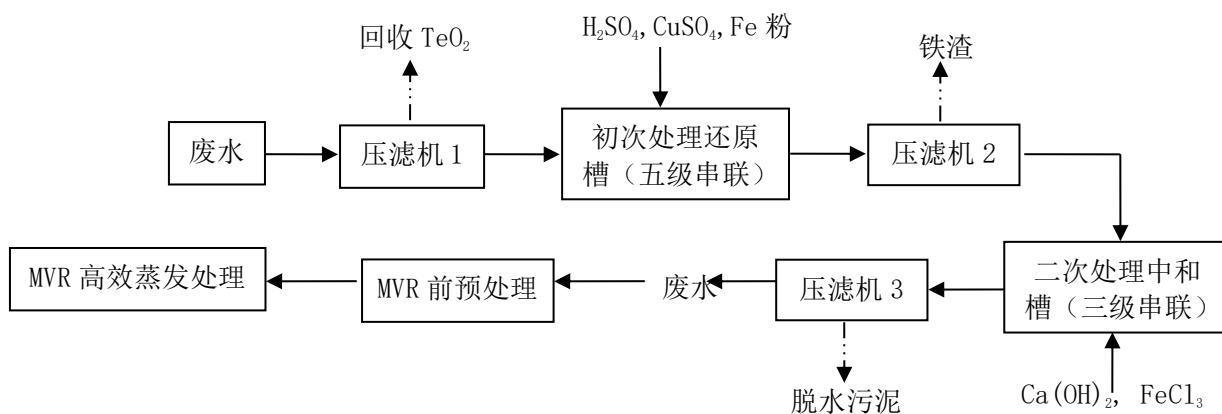 回收 TeO₂
H₂SO₄, CuSO₄, Fe 粉
铁渣
废水
压滤机 1
初次处理还原
槽（五级串联）
压滤机 2
MVR 高效蒸发处理
MVR 前预处理
废水
压滤机 3
二次处理中和
槽（三级串联）
脱水污泥
Ca(OH)₂， FeCl₃